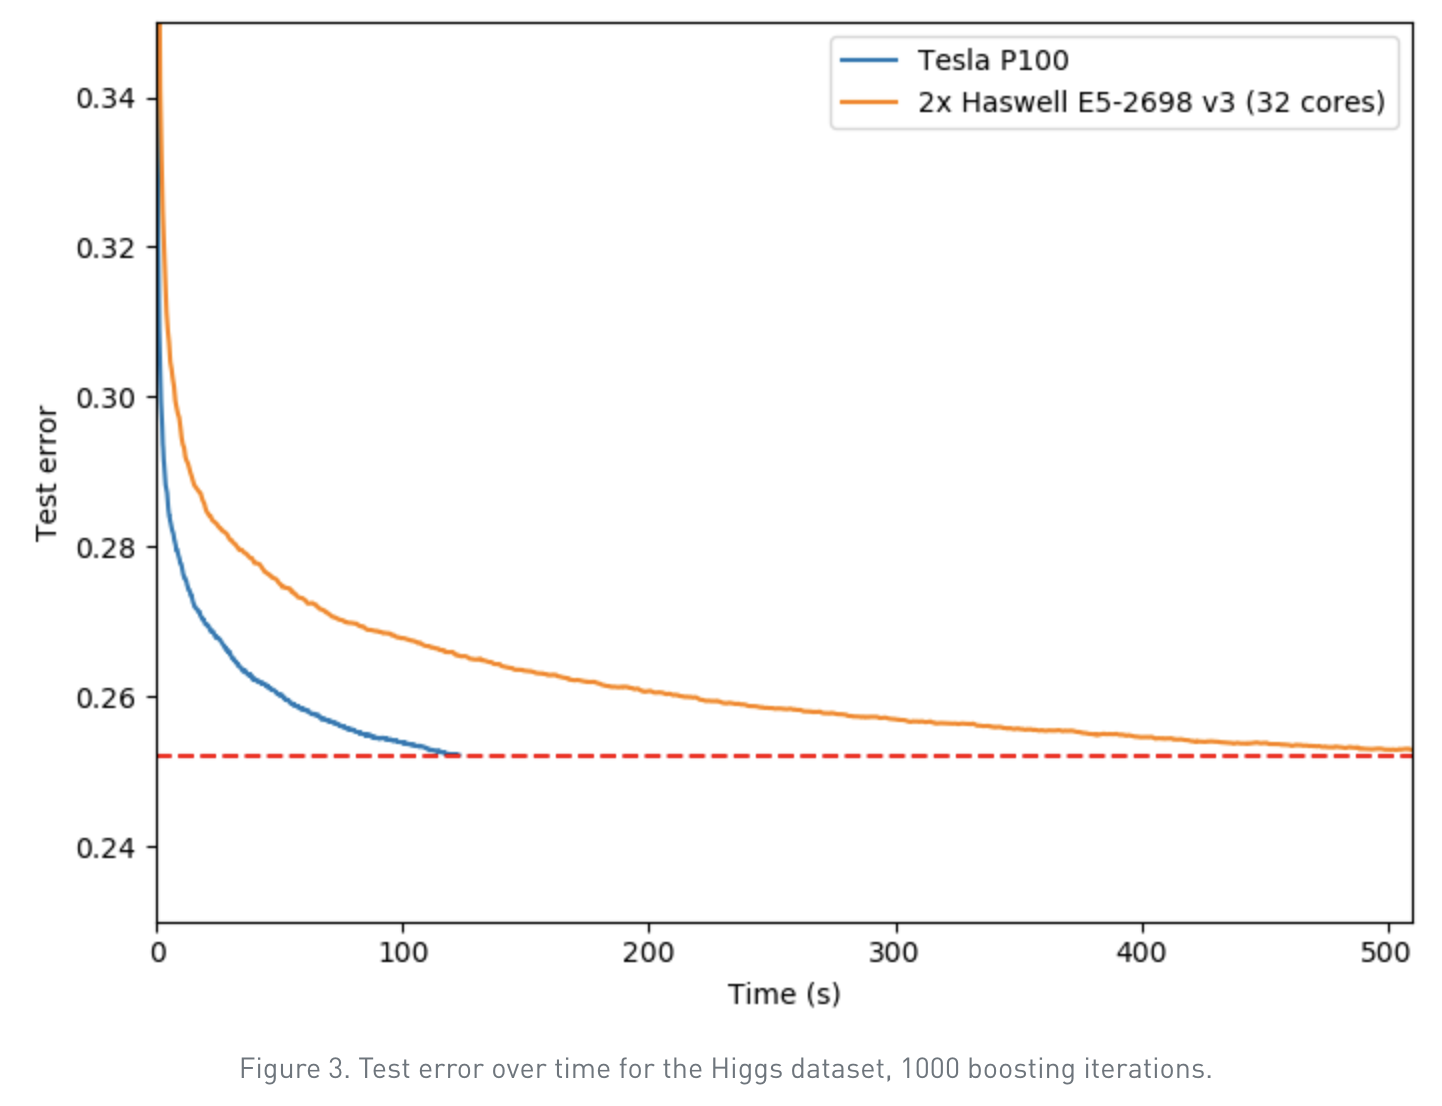 Tesla P100
2x Haswell E5-2698 v3 (32 cores)
0.34
0.32
0.30
0.28
0.26
0.24
Test error
0 100 200 300 400 500
Time (s)
Figure 3. Test error over time for the Higgs dataset, 1000 boosting iterations.